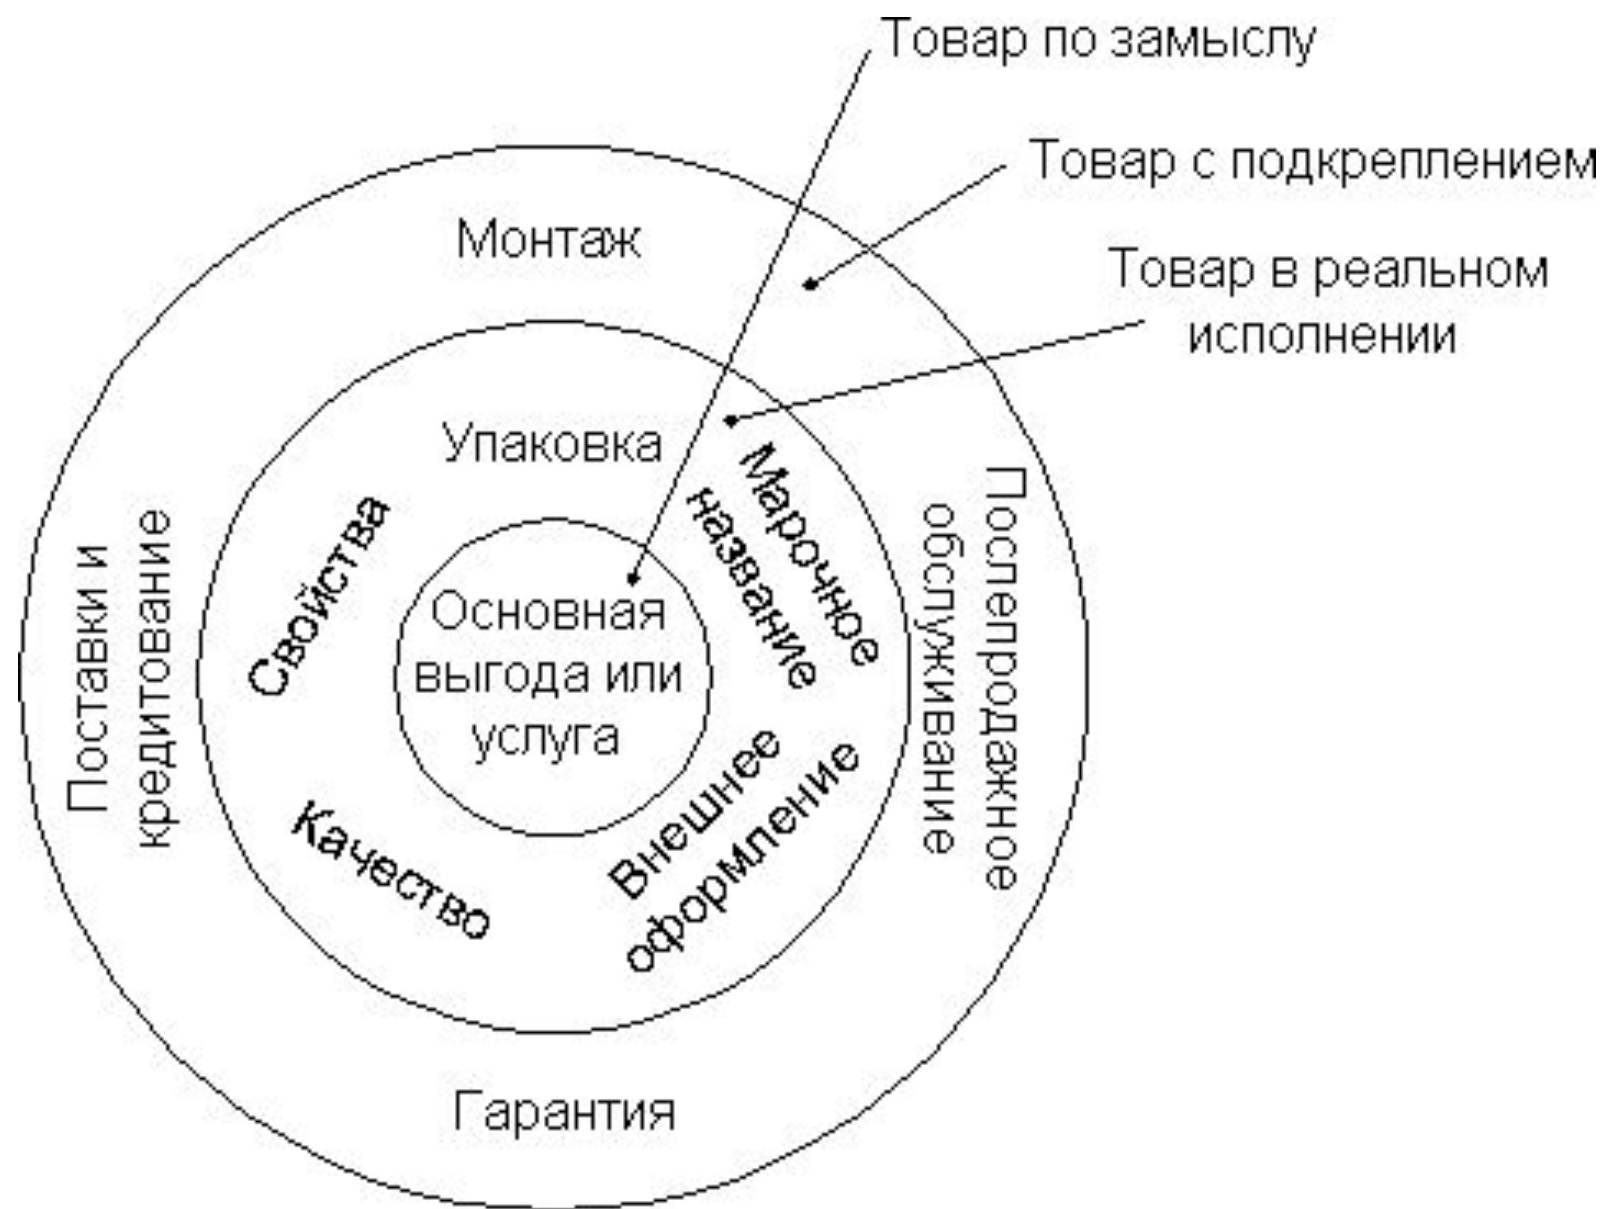 Товар по замыслу
Товар с подкреплением
Товар в реальном
исполнении
Монтаж
Упаковка
Марочное
название
Свойства
Основная
выгода или
услуга
Поставки и
кредитование
Послепродажное
обслуживание
Качество
Внешнее
оформление
Гарантия